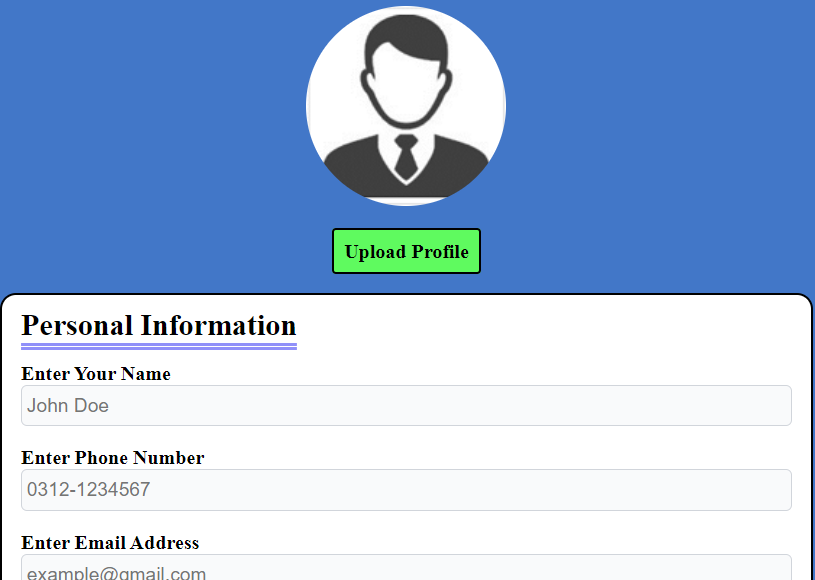 Upload Profile
Personal Information
Enter Your Name
John Doe
Enter Phone Number
0312-1234567
Enter Email Address
example@gmail.com